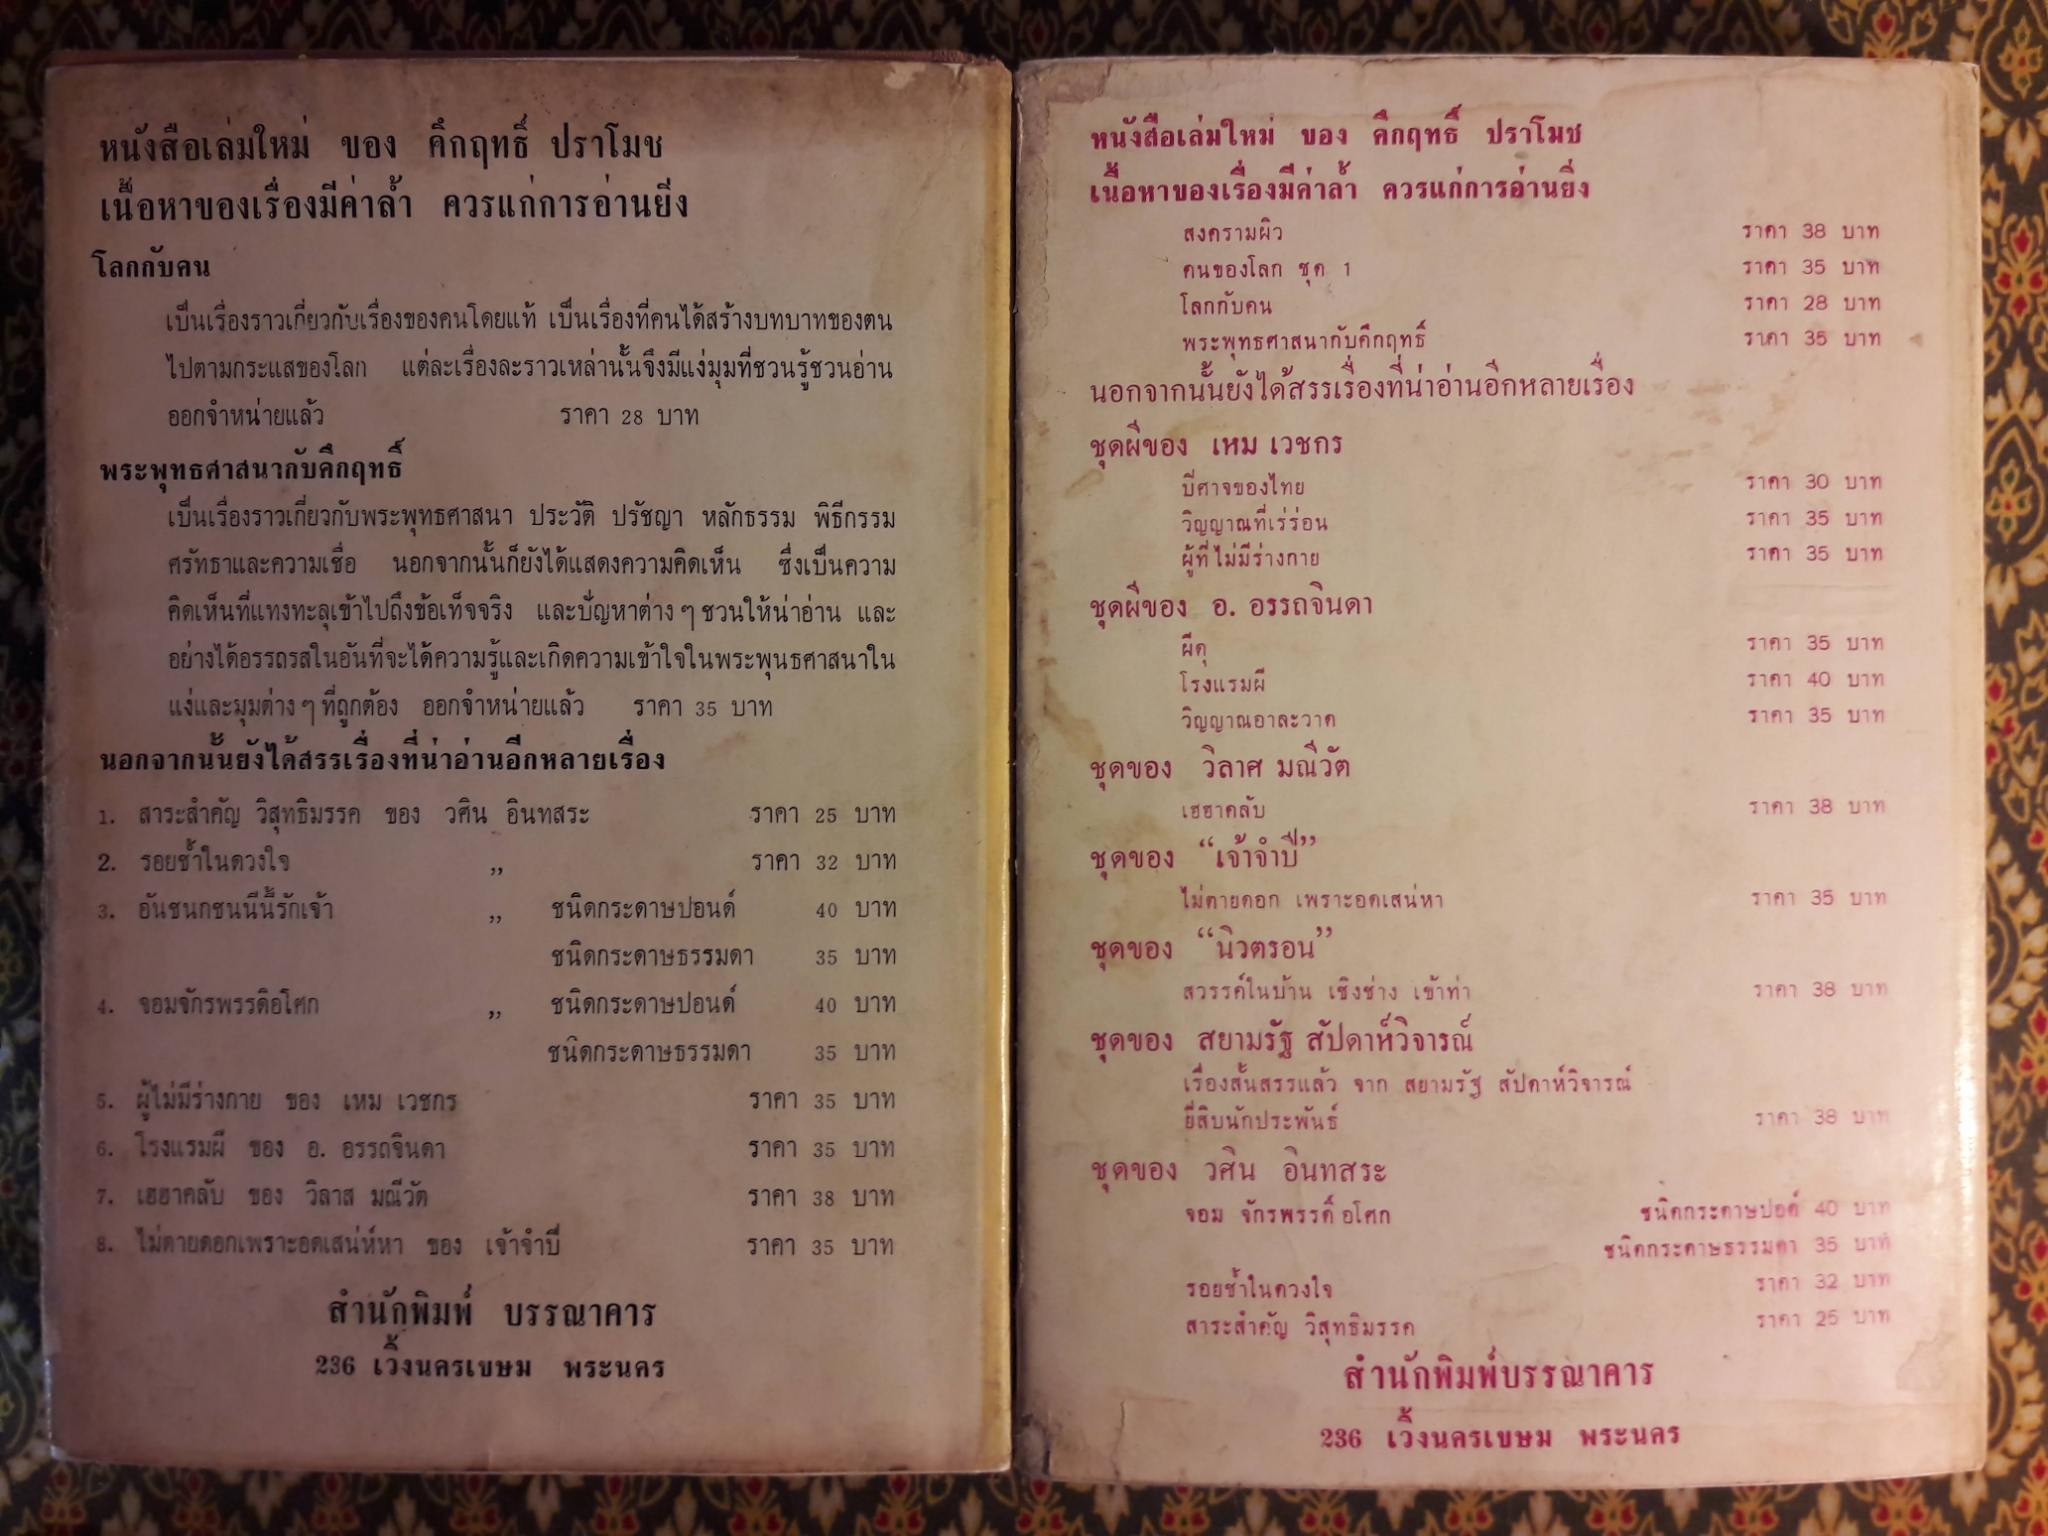 หนังสือเล่มใหม่ ของ คึกฤทธิ์ ปราโมช
เนื้อหาของเรื่องมีค่าล้ำ ควรแก่การอ่านยิ่ง
โลกกับคน
เป็นเรื่องราวเกี่ยวกับเรื่องของคนโดยแท้ เป็นเรื่องที่คนได้สร้างบทบาทของตน
ไปตามกระแสของโลก แต่ละเรื่องละราวเหล่านั้นจึงมีแง่มุมที่ชวนรู้ชวนอ่าน
ออกจำหน่ายแล้ว ราคา 28 บาท
พระพุทธศาสนากับคึกฤทธิ์
เป็นเรื่องราวเกี่ยวกับพระพุทธศาสนา ประวัติ ปรัชญา หลักธรรม พิธีกรรม
ศรัทธาและความเชื่อ นอกจากนั้นก็ยังได้แสดงความคิดเห็น ซึ่งเป็นความ
คิดเห็นที่แทงทะลุเข้าไปถึงข้อเท็จจริง และปัญหาต่าง ๆ ชวนให้น่าอ่าน และ
อย่างได้อรรถรสในอันที่จะได้ความรู้และเกิดความเข้าใจในพระพุนธศาสนาใน
แง่และมุมต่าง ๆ ที่ถูกต้อง ออกจำหน่ายแล้ว ราคา 35 บาท
นอกจากนั้นยังได้สรรเรื่องที่น่าอ่านอีกหลายเรื่อง
1. สาระสำคัญ วิสุทธิมรรค ของ วศิน อินทสระ ราคา 25 บาท
2. รอยช้ำในดวงใจ ,, ราคา 32 บาท
3. อันชนกชนนีนี้รักเจ้า ,, ชนิดกระดาษปอนด์ 40 บาท
ชนิดกระดาษธรรมดา 35 บาท
4. จอมจักรพรรดิอโศก ,, ชนิดกระดาษปอนด์ 40 บาท
ชนิดกระดาษธรรมดา 35 บาท
5. ผู้ไม่มีร่างกาย ของ เหม เวชกร ราคา 35 บาท
6. โรงแรมผี ของ อ. อรรถจินดา ราคา 35 บาท
7. เฮฮาคลับ ของ วิลาส มณีวัต ราคา 38 บาท
8. ไม่ตายดอกเพราะอดเสน่ห์หา ของ เจ้าจำปี ราคา 35 บาท
สำนักพิมพ์ บรรณาคาร
236 เวิ้งนครเขษม พระนคร
หนังสือเล่มใหม่ ของ คึกฤทธิ์ ปราโมช
เนื้อหาของเรื่องมีค่าล้ำ ควรแก่การอ่านยิ่ง
สงครามผิว ราคา 38 บาท
คนของโลก ชุด 1 ราคา 35 บาท
โลกกับคน ราคา 28 บาท
พระพุทธศาสนากับคึกฤทธิ์ ราคา 35 บาท
นอกจากนั้นยังได้สรรเรื่องที่น่าอ่านอีกหลายเรื่อง
ชุดผีของ เหม เวชกร
ปีศาจของไทย ราคา 30 บาท
วิญญาณที่เร่ร่อน ราคา 35 บาท
ผู้ที่ไม่มีร่างกาย ราคา 35 บาท
ชุดผีของ อ. อรรถจินดา
ผีดุ ราคา 35 บาท
โรงแรมผี ราคา 40 บาท
วิญญาณอาละวาด ราคา 35 บาท
ชุดของ วิลาศ มณีวัต
เฮฮาคลับ ราคา 38 บาท
ชุดของ “เจ้าจำปี”
ไม่ตายดอก เพราะอดเสน่หา ราคา 35 บาท
ชุดของ “นิวตรอน”
สวรรค์ในบ้าน เชิงช่าง เข้าท่า ราคา 38 บาท
ชุดของ สยามรัฐ สัปดาห์วิจารณ์
เรื่องสั้นสรรแล้ว จาก สยามรัฐ สัปดาห์วิจารณ์
ยี่สิบนักประพันธ์ ราคา 38 บาท
ชุดของ วศิน อินทสระ
จอม จักรพรรดิ์ อโศก ชนิดกระดาษปอด์ 40 บาท
ชนิดกระดาษธรรมดา 35 บาท
รอยช้ำในดวงใจ ราคา 32 บาท
สาระสำคัญ วิสุทธิมรรค ราคา 25 บาท
สำนักพิมพ์บรรณาคาร
236 เวิ้งนครเขษม พระนคร